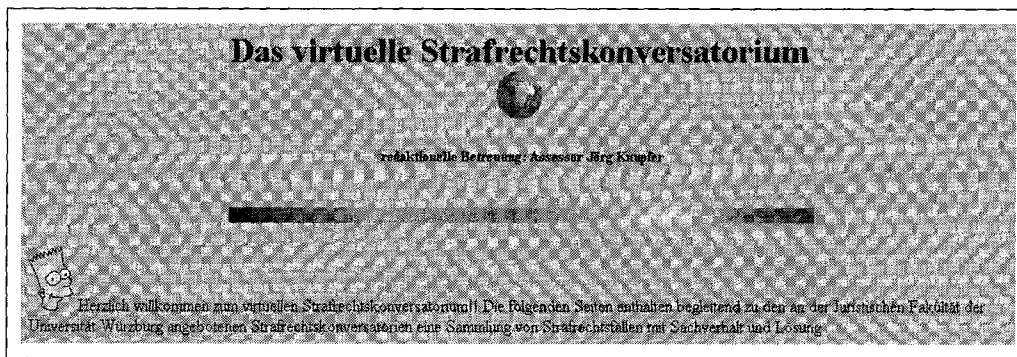 Das virtuelle Strafrechtskonversatorium
redaktionelle Betreuung: Assessor Jörg
Herzlich willkommen zum virtuellen Strafrechtskonversatorium!! Die folgenden Seiten enthalten begleitend zu den an der Juristischen Fakultät der
Universität Würzburg angebotenen Strafrechtskonversatorien eine Sammlung von Strafrechtsfällen mit Sachverhalt und Lösung